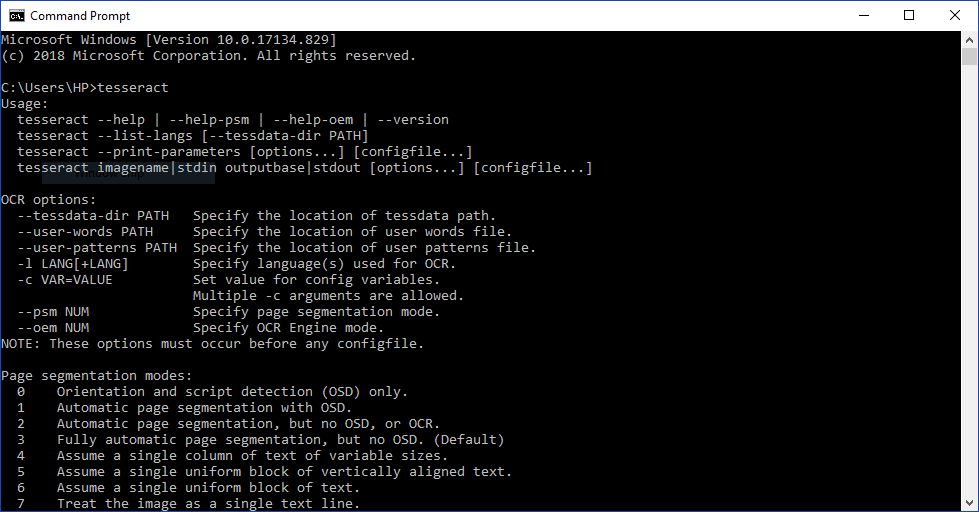 Command Prompt
Microsoft Windows [Version 10.0.17134.829]
(c) 2018 Microsoft Corporation. All rights reserved.

C:\Users\HP>tesseract
Usage:
  tesseract --help | --help-psm | --help-oem | --version
  tesseract --list-langs [--tessdata-dir PATH]
  tesseract --print-parameters [options...] [configfile...]
  tesseract imagename|stdin outputbase|stdout [options...] [configfile...]

OCR options:
  --tessdata-dir PATH   Specify the location of tessdata path.
  --user-words PATH     Specify the location of user words file.
  --user-patterns PATH  Specify the location of user patterns file.
  -l LANG[+LANG]        Specify language(s) used for OCR.
  -c VAR=VALUE          Set value for config variables.
                        Multiple -c arguments are allowed.
  --psm NUM             Specify page segmentation mode.
  --oem NUM             Specify OCR Engine mode.
NOTE: These options must occur before any configfile.

Page segmentation modes:
  0    Orientation and script detection (OSD) only.
  1    Automatic page segmentation with OSD.
  2    Automatic page segmentation, but no OSD, or OCR.
  3    Fully automatic page segmentation, but no OSD. (Default)
  4    Assume a single column of text of variable sizes.
  5    Assume a single uniform block of vertically aligned text.
  6    Assume a single uniform block of text.
  7    Treat the image as a single text line.